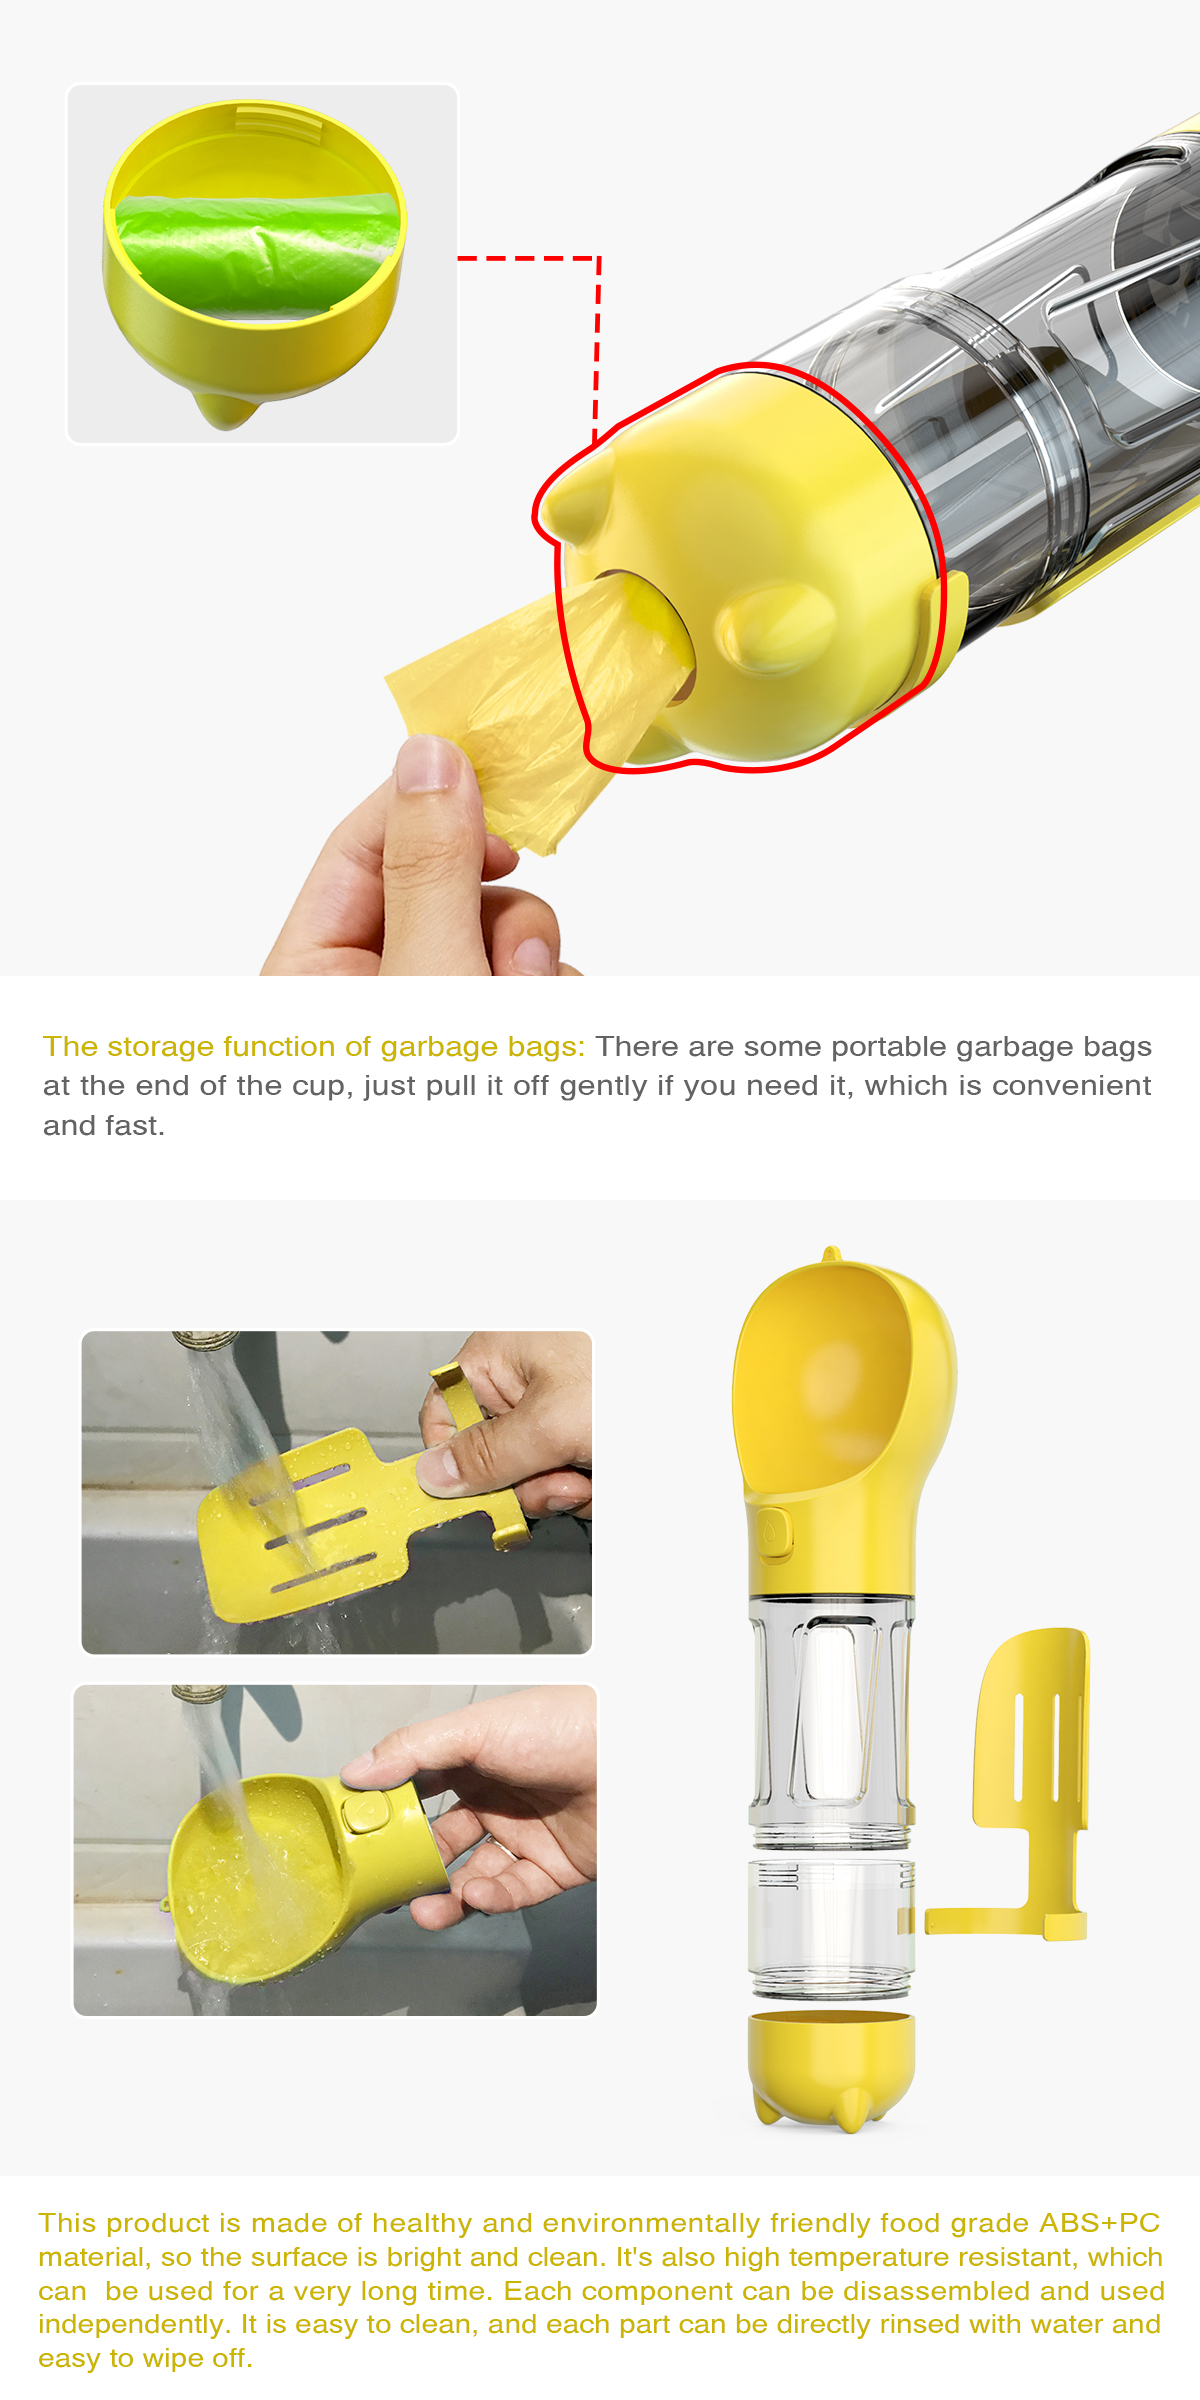 The storage function of garbage bags: There are some portable garbage bags
at the end of the cup, just pull it off gently if you need it, which is convenient
and fast.
This product is made of healthy and environmentally friendly food grade ABS+PC
material, so the surface is bright and clean. It's also high temperature resistant, which
can  be used for a very long time. Each component can be disassembled and used
independently. It is easy to clean, and each part can be directly rinsed with water and
easy to wipe off.